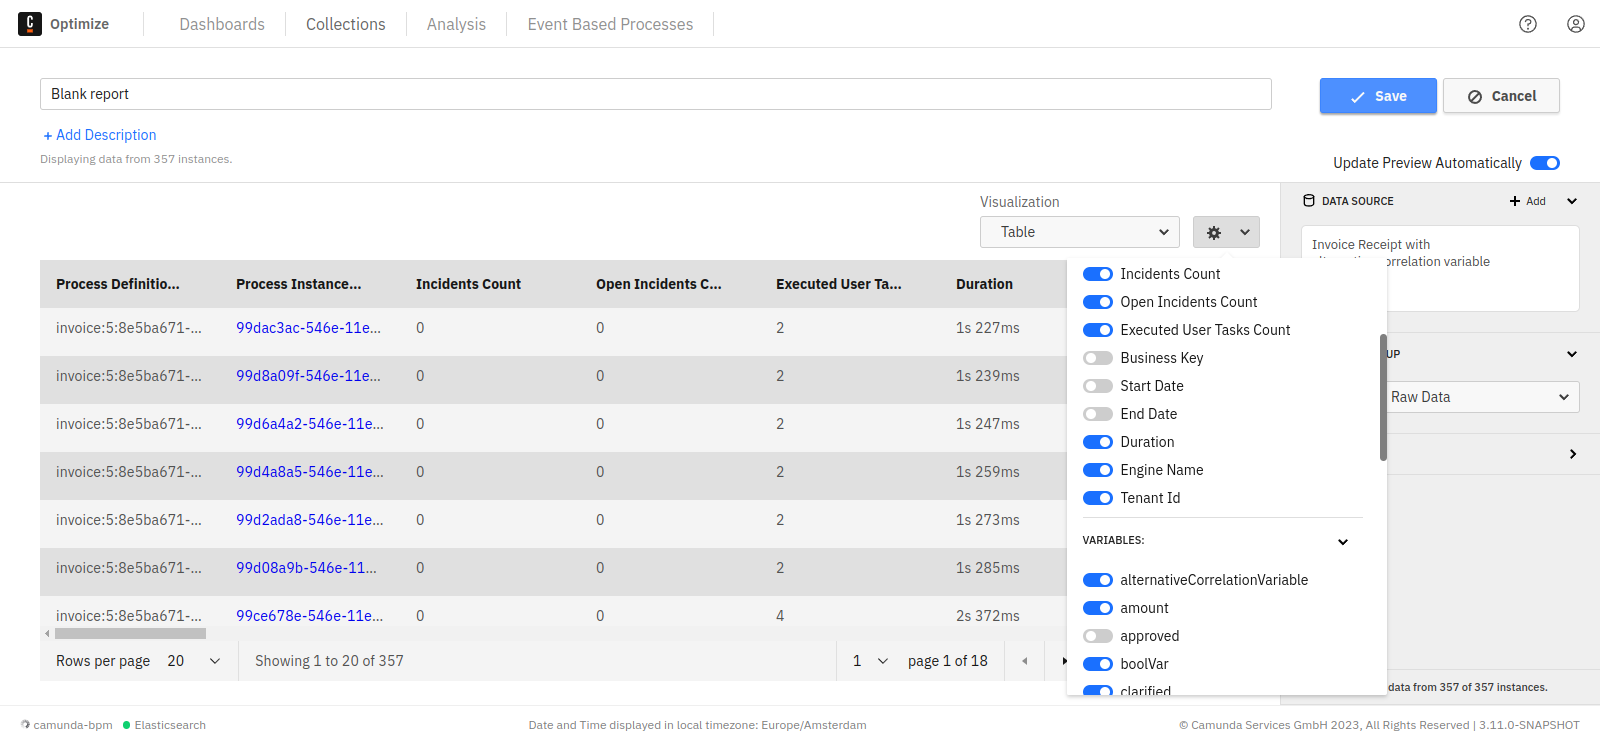 Optimize
Dashboards
Collections
Analysis
Event Based Processes
Blank report
Save
Cancel
+ Add Description
Displaying data from 357 instances.
Update Preview Automatically
Visualization
Table
DATA SOURCE
Add
Invoice Receipt with
correlation variable
UP
Raw Data
data from 357 of 357 instances.
Process Definitio... Process Instance... Incidents Count Open Incidents C... Executed User Ta... Duration
invoice:5:8e5ba671-... 99dac3ac-546e-11e... 0 0 2 1s 227ms
invoice:5:8e5ba671-... 99d8a09f-546e-11e... 0 0 2 1s 239ms
invoice:5:8e5ba671-... 99d6a4a2-546e-11e... 0 0 2 1s 247ms
invoice:5:8e5ba671-... 99d4a8a5-546e-11e... 0 0 2 1s 259ms
invoice:5:8e5ba671-... 99d2ada8-546e-11e... 0 0 2 1s 273ms
invoice:5:8e5ba671-... 99d08a9b-546e-11... 0 0 2 1s 285ms
invoice:5:8e5ba671-... 99ce678e-546e-11e... 0 0 4 2s 372ms
Rows per page 20 Showing 1 to 20 of 357 1 page 1 of 18
Incidents Count
Open Incidents Count
Executed User Tasks Count
Business Key
Start Date
End Date
Duration
Engine Name
Tenant Id
VARIABLES:
alternativeCorrelationVariable
amount
approved
boolVar
clarified
camunda-bpm Elasticsearch
Date and Time displayed in local timezone: Europe/Amsterdam
© Camunda Services GmbH 2023, All Rights Reserved | 3.11.0-SNAPSHOT